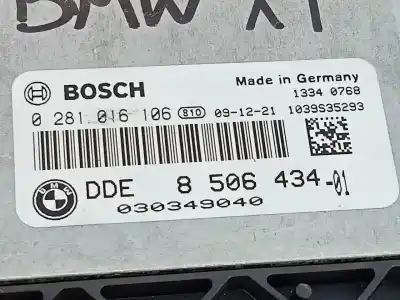 BMW X1
BOSCH
Made in Germany
1334 0768
0 281 016 106 810 09-12-21 1039S35293
BMW
DDE 8 506 434-01
030349040